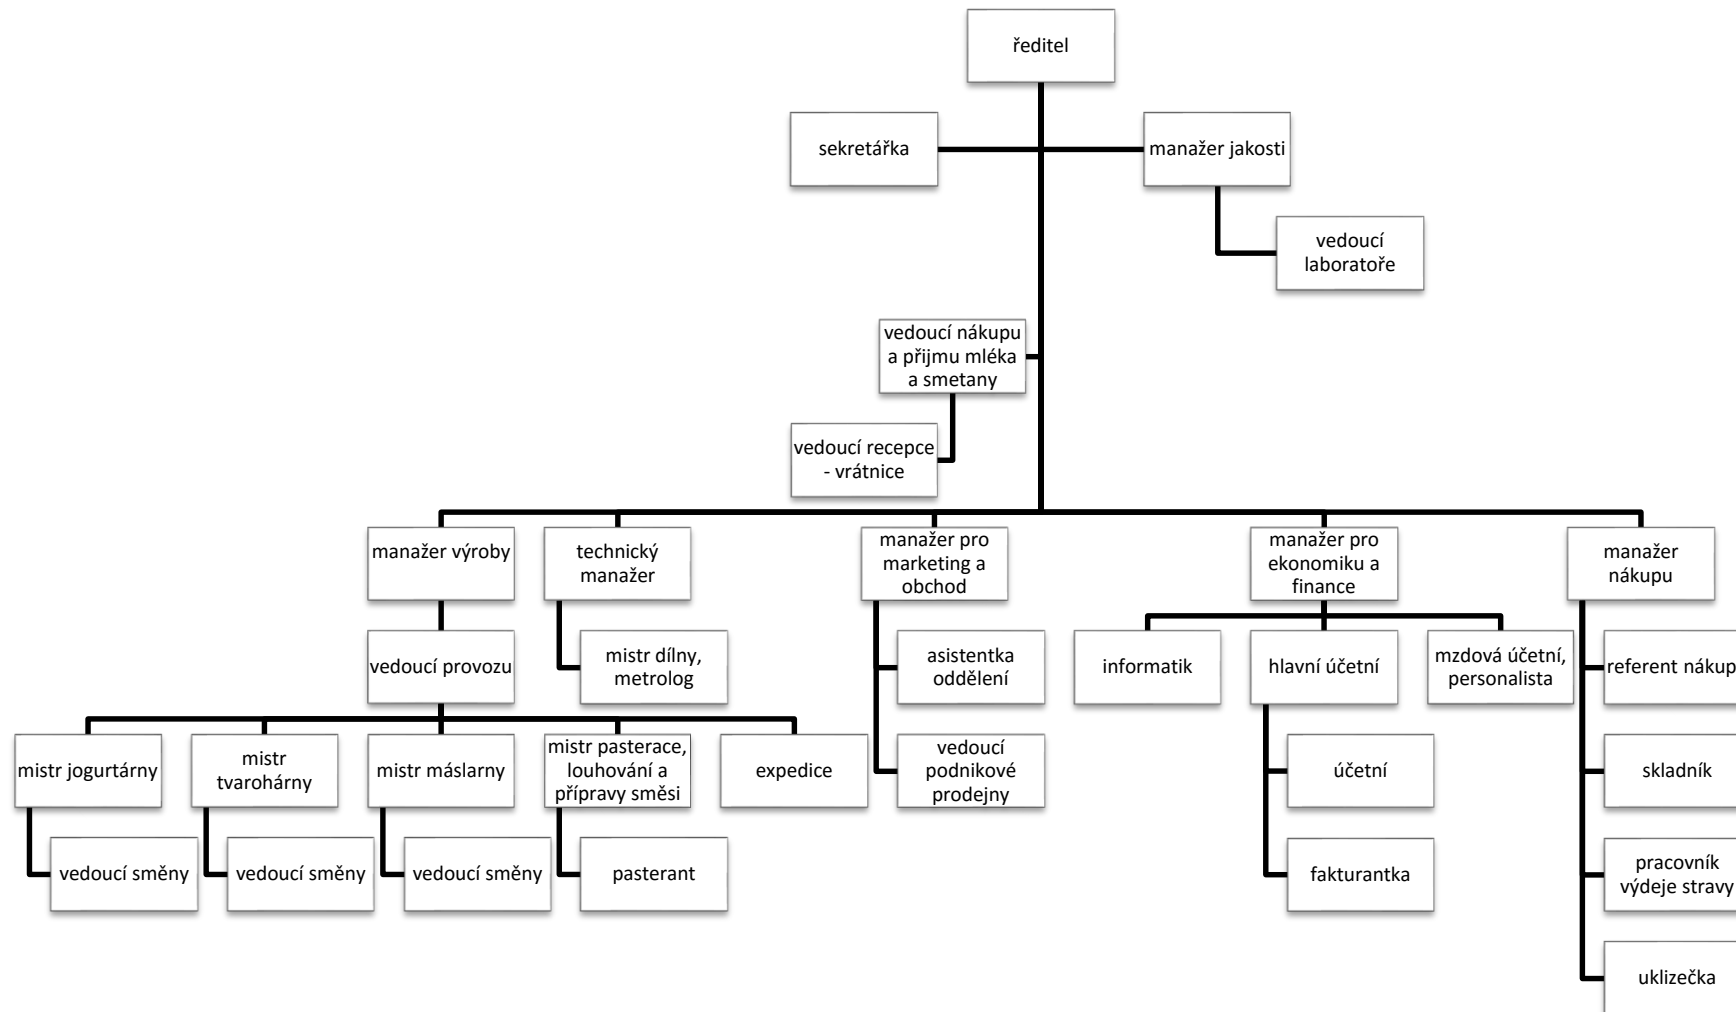 ředitel
sekretářka
manažer jakosti
vedoucí
laboratoře
vedoucí nákupu
a přijmu mléka
a smetany
vedoucí recepce
- vrátnice
manažer výroby
technický
manažer
manažer pro
marketing a
obchod
manažer pro
ekonomiku a
finance
manažer
nákupu
vedoucí provozu
mistr dílny,
metrolog
asistentka
oddělení
informatik
hlavní účetní
mzdová účetní,
personalista
referent nákup
mistr jogurtárny
mistr
tvarohárny
mistr máslarny
mistr pasterace,
louhování a
přípravy směsi
expedice
vedoucí
podnikové
prodejny
účetní
skladník
vedoucí směny
vedoucí směny
vedoucí směny
pasterant
fakturantka
pracovník
výdeje stravy
uklizečka